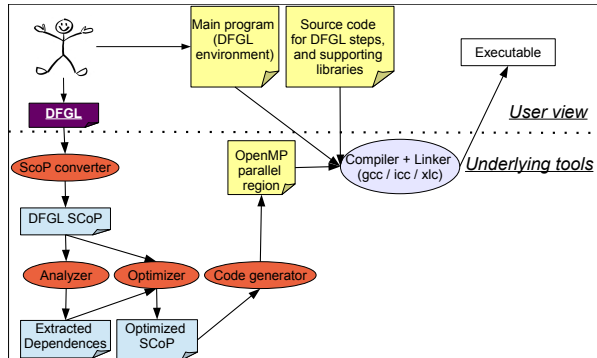 Main program
(DFGL
environment)
Source code
for DFGL steps,
and supporting
libraries
Executable
DFGL
User view
Underlying tools
ScoP converter
OpenMP
parallel
region
Compiler + Linker
(gcc / icc / xlc)
DFGL SCoP
Analyzer
Optimizer
Code generator
Extracted
Dependences
Optimized
SCoP